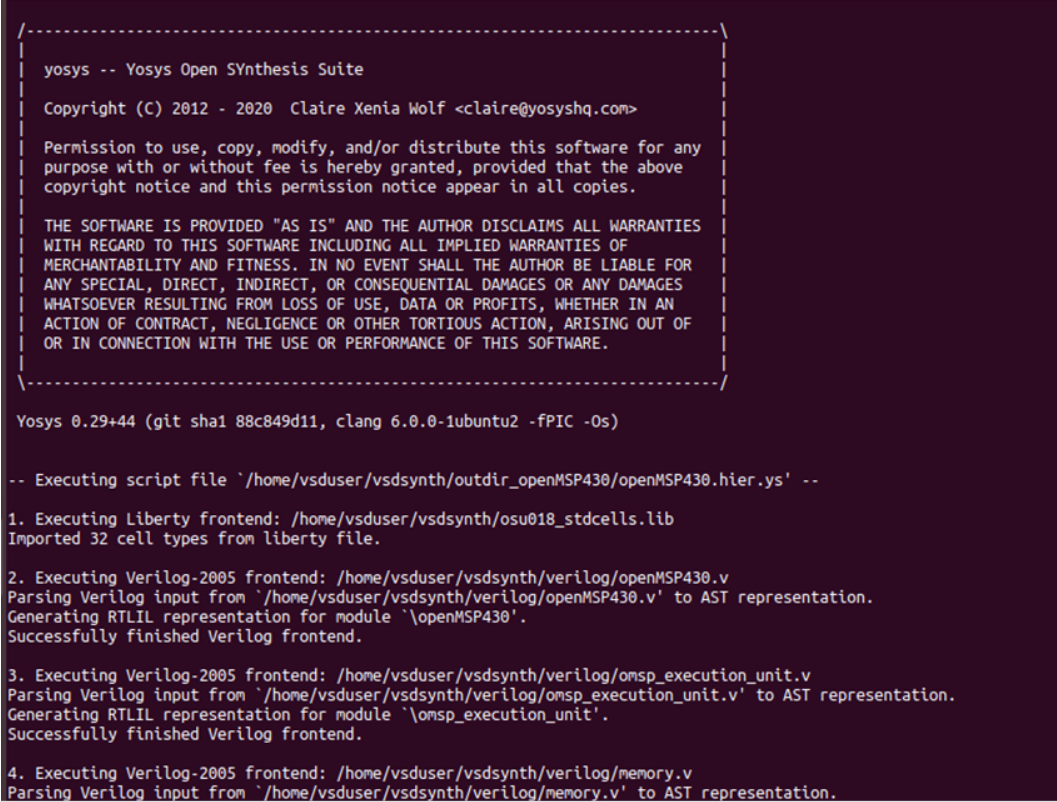 /-----------------------------------------------------------------------------\
|                                                                             |
|  yosys -- Yosys Open SYnthesis Suite                                        |
|                                                                             |
|  Copyright (C) 2012 - 2020  Claire Xenia Wolf <claire@yosyshq.com>          |
|                                                                             |
|  Permission to use, copy, modify, and/or distribute this software for any   |
|  purpose with or without fee is hereby granted, provided that the above     |
|  copyright notice and this permission notice appear in all copies.          |
|                                                                             |
|  THE SOFTWARE IS PROVIDED "AS IS" AND THE AUTHOR DISCLAIMS ALL WARRANTIES   |
|  WITH REGARD TO THIS SOFTWARE INCLUDING ALL IMPLIED WARRANTIES OF           |
|  MERCHANTABILITY AND FITNESS. IN NO EVENT SHALL THE AUTHOR BE LIABLE FOR    |
|  ANY SPECIAL, DIRECT, INDIRECT, OR CONSEQUENTIAL DAMAGES OR ANY DAMAGES     |
|  WHATSOEVER RESULTING FROM LOSS OF USE, DATA OR PROFITS, WHETHER IN AN      |
|  ACTION OF CONTRACT, NEGLIGENCE OR OTHER TORTIOUS ACTION, ARISING OUT OF    |
|  OR IN CONNECTION WITH THE USE OR PERFORMANCE OF THIS SOFTWARE.             |
|                                                                             |
\-----------------------------------------------------------------------------/
Yosys 0.29+44 (git sha1 88c849d11, clang 6.0.0-1ubuntu2 -fPIC -Os)
-- Executing script file `/home/vsduser/vsdsynth/outdir_openMSP430/openMSP430.hier.ys' --
1. Executing Liberty frontend: /home/vsduser/vsdsynth/osu018_stdcells.lib
Imported 32 cell types from liberty file.
2. Executing Verilog-2005 frontend: /home/vsduser/vsdsynth/verilog/openMSP430.v
Parsing Verilog input from `/home/vsduser/vsdsynth/verilog/openMSP430.v' to AST representation.
Generating RTLIL representation for module `\openMSP430'.
Successfully finished Verilog frontend.
3. Executing Verilog-2005 frontend: /home/vsduser/vsdsynth/verilog/omsp_execution_unit.v
Parsing Verilog input from `/home/vsduser/vsdsynth/verilog/omsp_execution_unit.v' to AST representation.
Generating RTLIL representation for module `\omsp_execution_unit'.
Successfully finished Verilog frontend.
4. Executing Verilog-2005 frontend: /home/vsduser/vsdsynth/verilog/memory.v
Parsing Verilog input from `/home/vsduser/vsdsynth/verilog/memory.v' to AST representation.